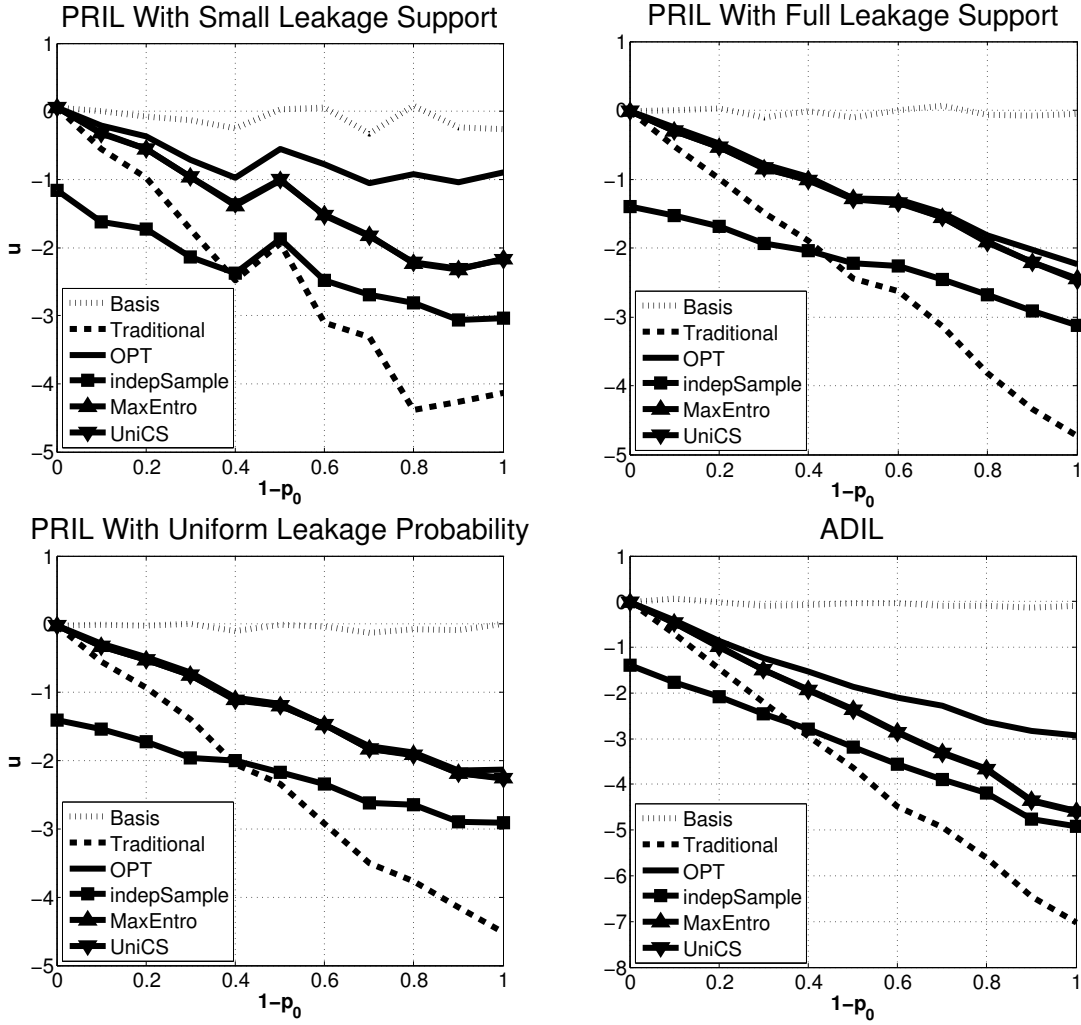 PRIL With Small Leakage Support
1
0
−1
−2
−3
−4
−5
u
0 0.2 0.4 0.6 0.8 1
1−p0
Basis
Traditional
OPT
indepSample
MaxEntro
UniCS
PRIL With Full Leakage Support
1
0
−1
−2
−3
−4
−5
0 0.2 0.4 0.6 0.8 1
1−p0
Basis
Traditional
OPT
indepSample
MaxEntro
UniCS
PRIL With Uniform Leakage Probability
1
0
−1
−2
−3
−4
−5
u
0 0.2 0.4 0.6 0.8 1
1−p0
Basis
Traditional
OPT
indepSample
MaxEntro
UniCS
ADIL
1
0
−1
−2
−3
−4
−5
−6
−7
−8
0 0.2 0.4 0.6 0.8 1
1−p0
Basis
Traditional
OPT
indepSample
MaxEntro
UniCS